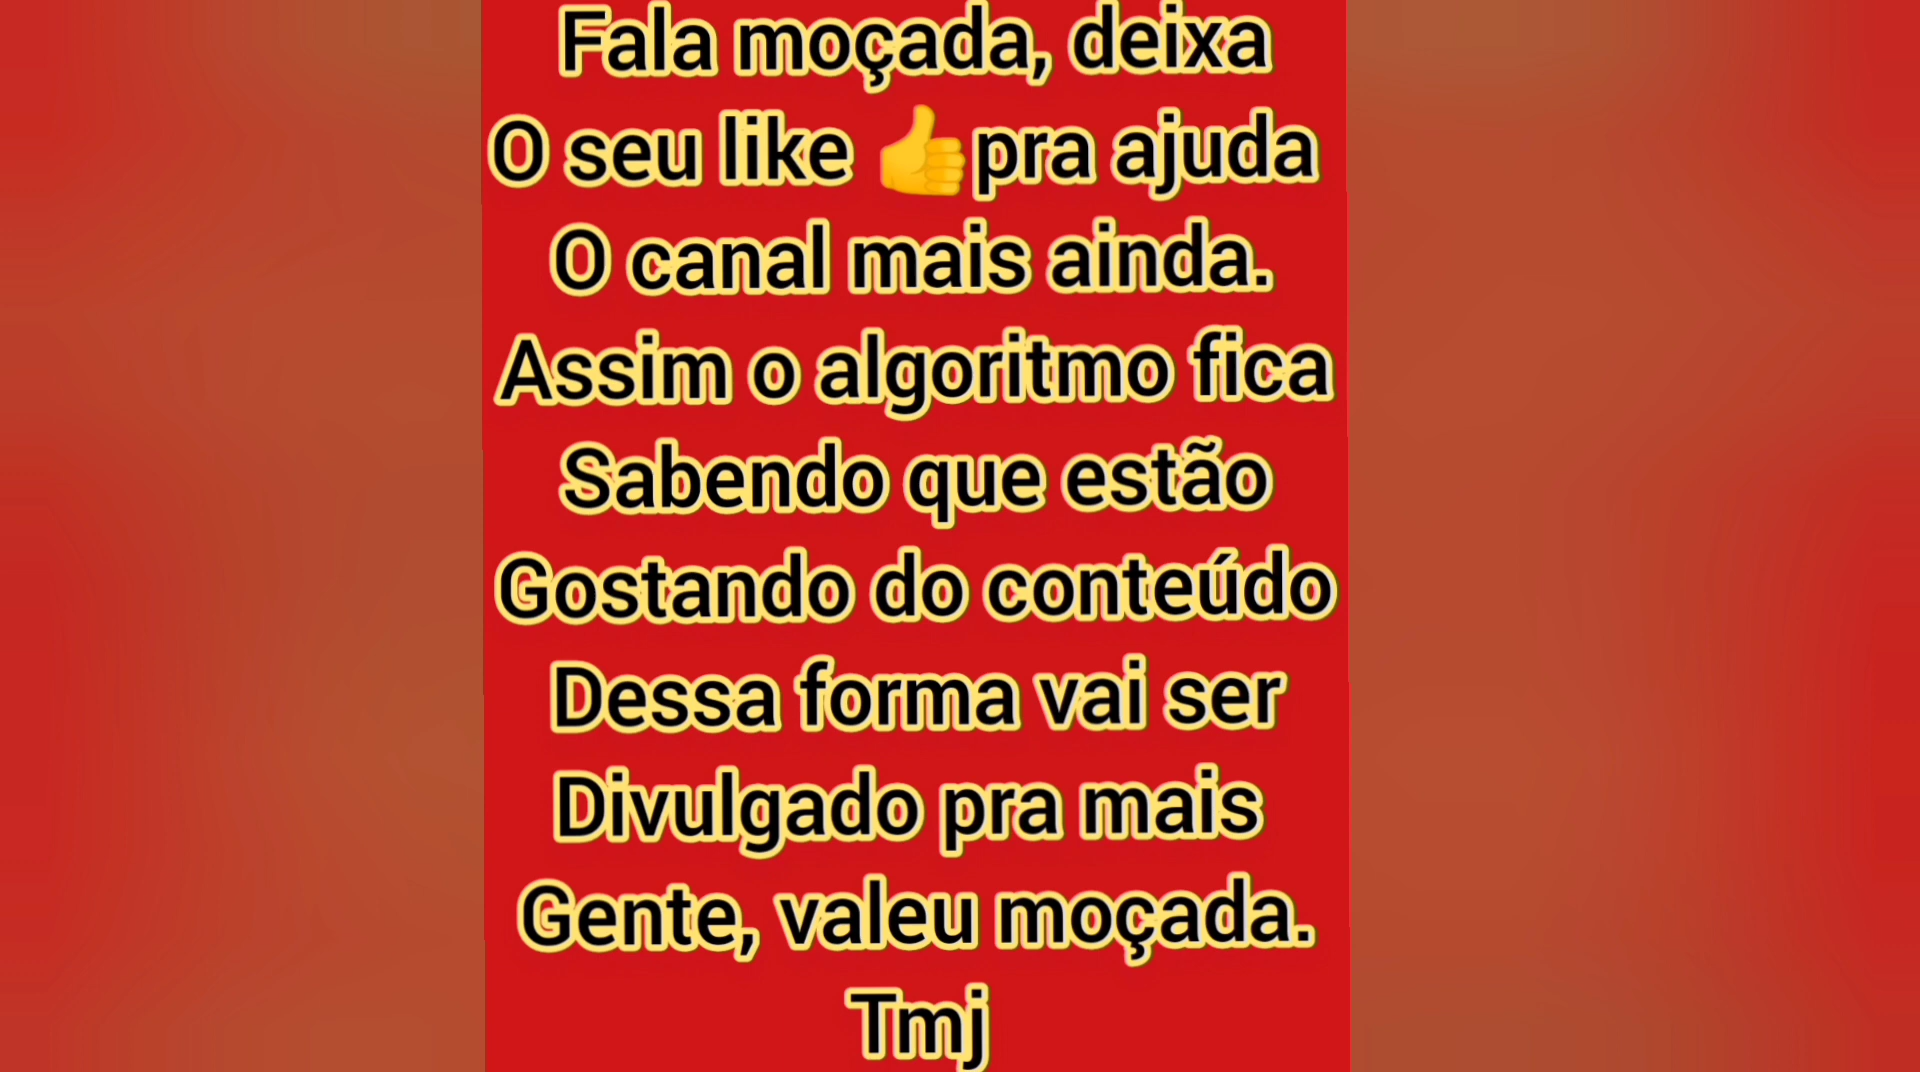 Fala moçada, deixa
O seu like 👍pra ajuda
O canal mais ainda.
Assim o algoritmo fica
Sabendo que estão
Gostando do conteúdo
Dessa forma vai ser
Divulgado pra mais
Gente, valeu moçada.
Tmj